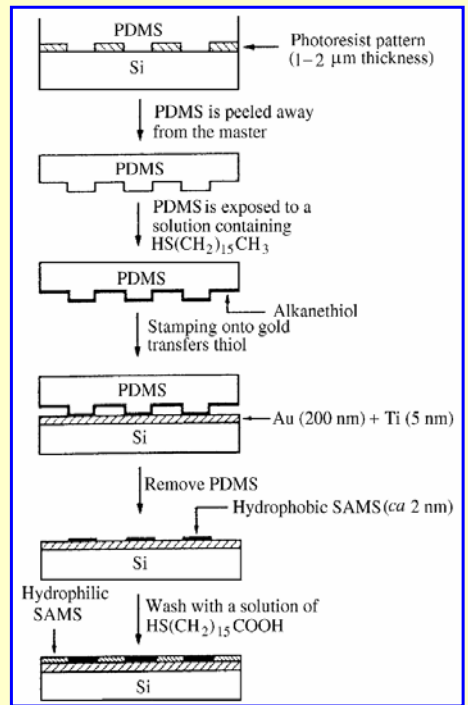 PDMS
Photoresist pattern
(1–2 μm thickness)
Si
PDMS is peeled away
from the master
PDMS
PDMS is exposed to a
solution containing
HS(CH₂)₁₅CH₃
PDMS
Alkanethiol
Stamping onto gold
transfers thiol
PDMS
Au (200 nm) + Ti (5 nm)
Si
Remove PDMS
Hydrophobic SAMS (ca 2 nm)
Si
Hydrophilic
SAMS
Wash with a solution of
HS(CH₂)₁₅COOH
Si